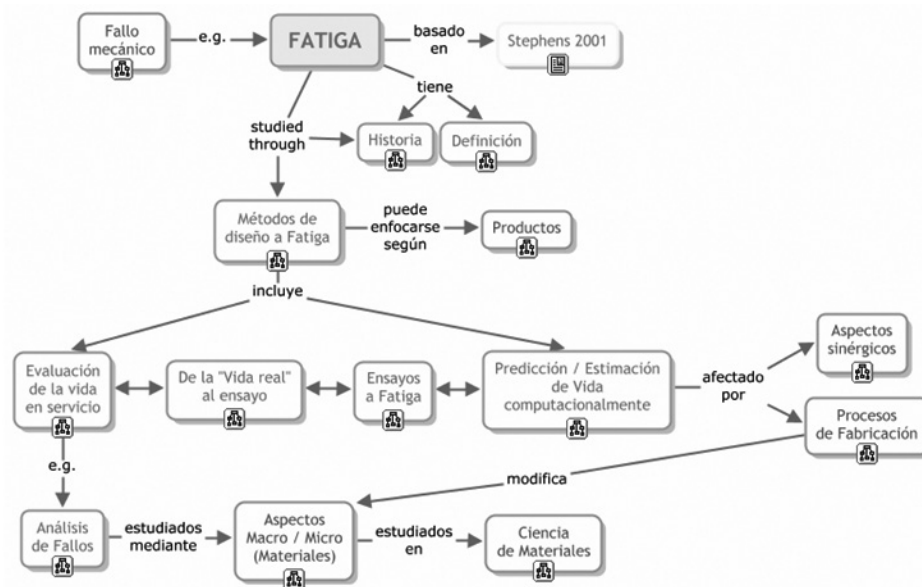 Fallo
mecánico
e.g.
FATIGA
basado
en
Stephens 2001
tiene
studied
through
Historia
Definición
Métodos de
diseño a Fatiga
puede
enfocarse
según
Productos
incluye
Evaluación
de la vida
en servicio
De la "Vida real"
al ensayo
Ensayos
a Fatiga
Predicción / Estimación
de Vida
computacionalmente
afectado
por
Aspectos
sinérgicos
Procesos
de Fabricación
e.g.
modifica
Análisis
de Fallos
estudiados
mediante
Aspectos
Macro / Micro
(Materiales)
estudiados
en
Ciencia
de Materiales